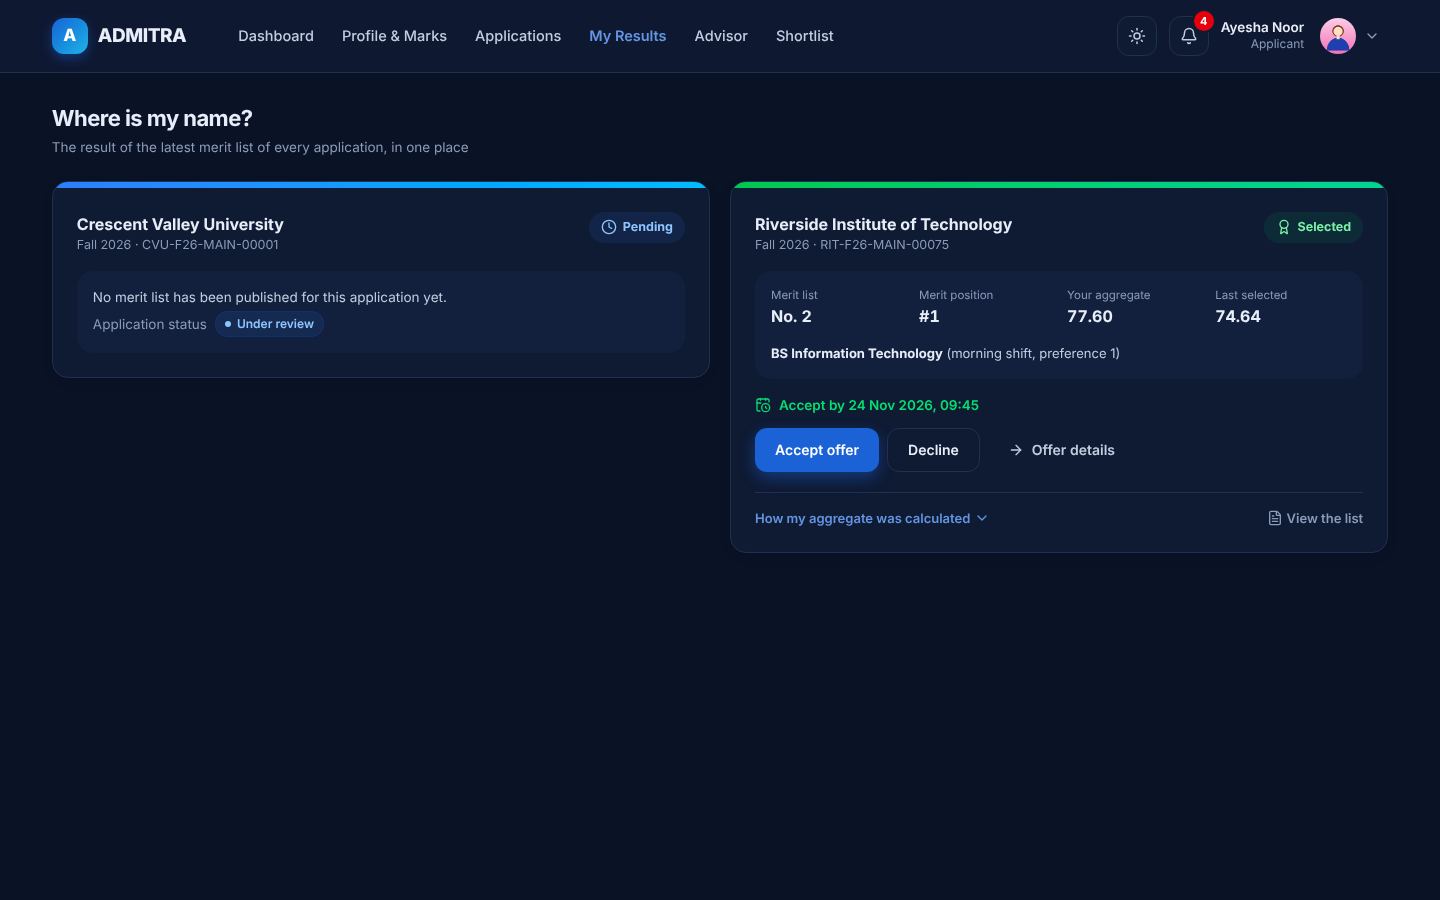 A ADMITRA Dashboard Profile & Marks Applications My Results Advisor Shortlist 4 Ayesha Noor
Applicant
Where is my name?
The result of the latest merit list of every application, in one place
Crescent Valley University
Pending
Fall 2026 · CVU-F26-MAIN-00001
No merit list has been published for this application yet.
Application status Under review
Riverside Institute of Technology
Selected
Fall 2026 · RIT-F26-MAIN-00075
Merit list Merit position Your aggregate Last selected
No. 2 #1 77.60 74.64
BS Information Technology (morning shift, preference 1)
Accept by 24 Nov 2026, 09:45
Accept offer Decline Offer details
How my aggregate was calculated View the list